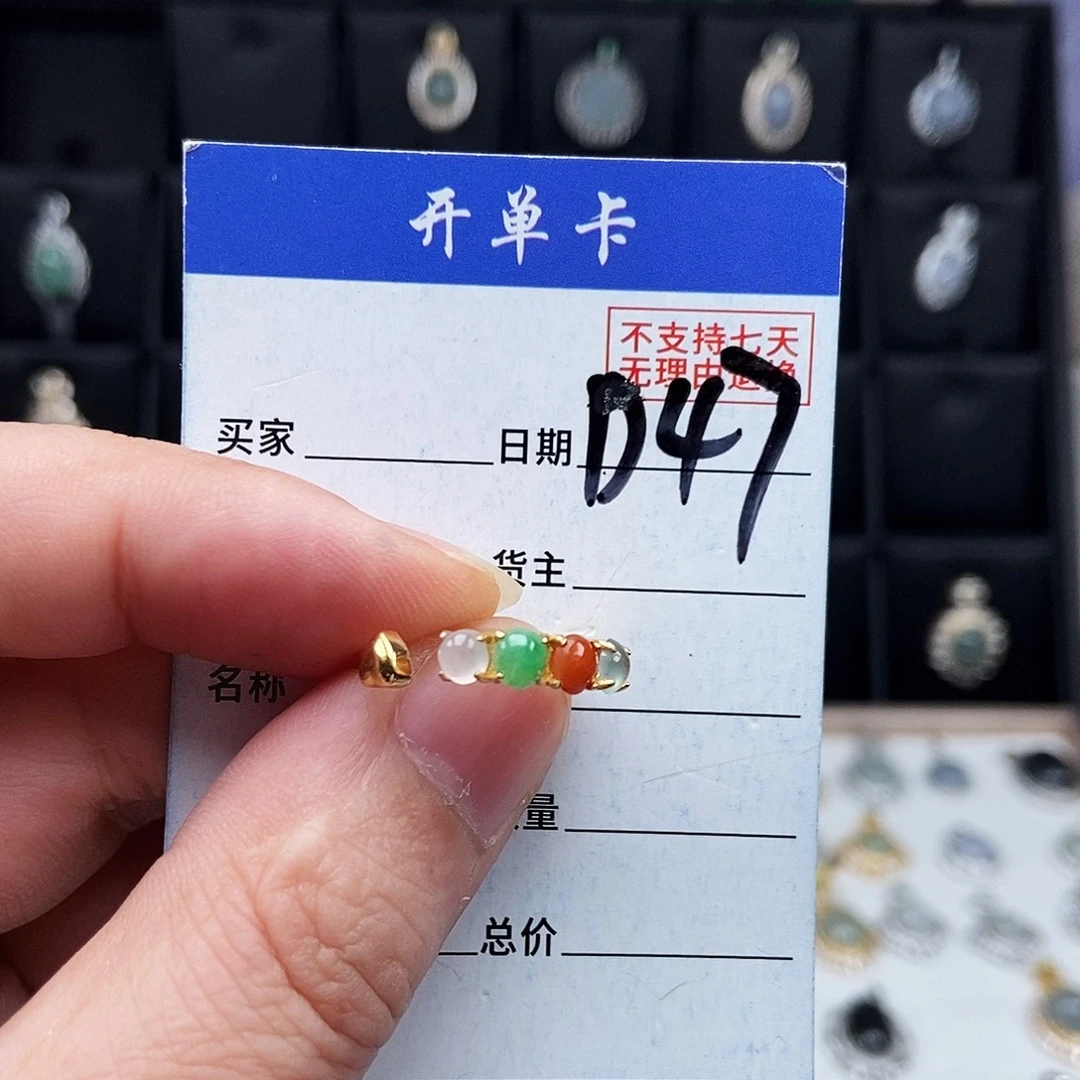 开单卡
不支持七天
无理由退换
买家 日期 D47
货主
名称
量
总价